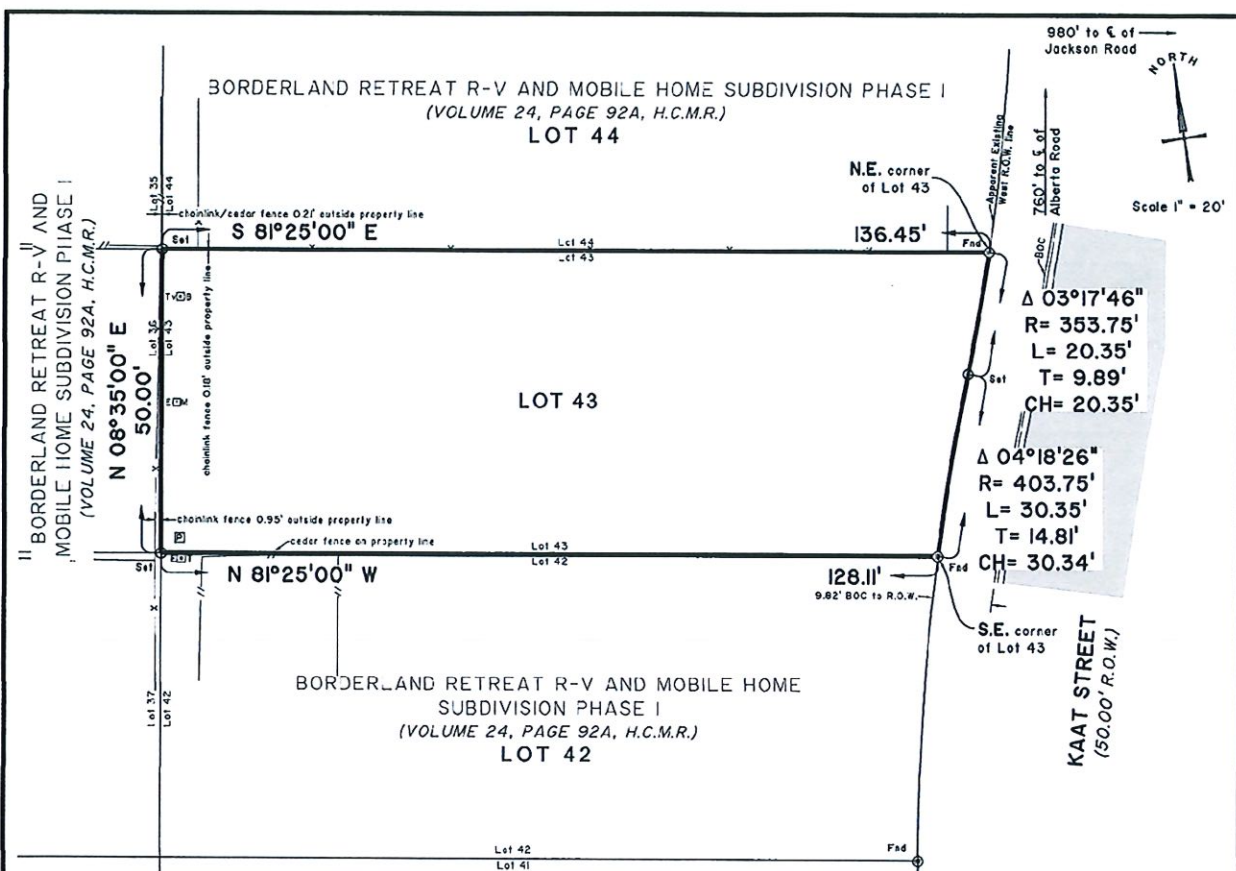 980' to ℄ of
Jackson Road
NORTH
Scale 1" = 20'
BORDERLAND RETREAT R-V AND MOBILE HOME SUBDIVISION PHASE I
(VOLUME 24, PAGE 92A, H.C.M.R.)
LOT 44
N.E. corner
of Lot 43
Apparent Existing
West R.O.W. line
760' to ℄ of
Alberta Road
BOC
Lot 35
Lot 44
chainlink/cedar fence 0.21' outside property line
Set
S 81°25'00" E
Lot 44
Lot 43
136.45'
Fnd
BORDERLAND RETREAT R-V AND
MOBILE HOME SUBDIVISION PHASE I
(VOLUME 24, PAGE 92A, H.C.M.R.)
N 08°35'00" E
50.00'
Lot 36
Lot 43
chainlink fence 0.18' outside property line
LOT 43
Set
Δ 03°17'46"
R= 353.75'
L= 20.35'
T= 9.89'
CH= 20.35'
Δ 04°18'26"
R= 403.75'
L= 30.35'
T= 14.81'
CH= 30.34'
chainlink fence 0.95' outside property line
P
cedar fence on property line
Lot 43
Lot 42
Set
N 81°25'00" W
128.11'
Fnd
9.82' BOC to R.O.W.
S.E. corner
of Lot 43
KAAT STREET
(50.00' R.O.W.)
Lot 37
Lot 42
BORDERLAND RETREAT R-V AND MOBILE HOME
SUBDIVISION PHASE I
(VOLUME 24, PAGE 92A, H.C.M.R.)
LOT 42
Lot 42
Lot 41
Fnd